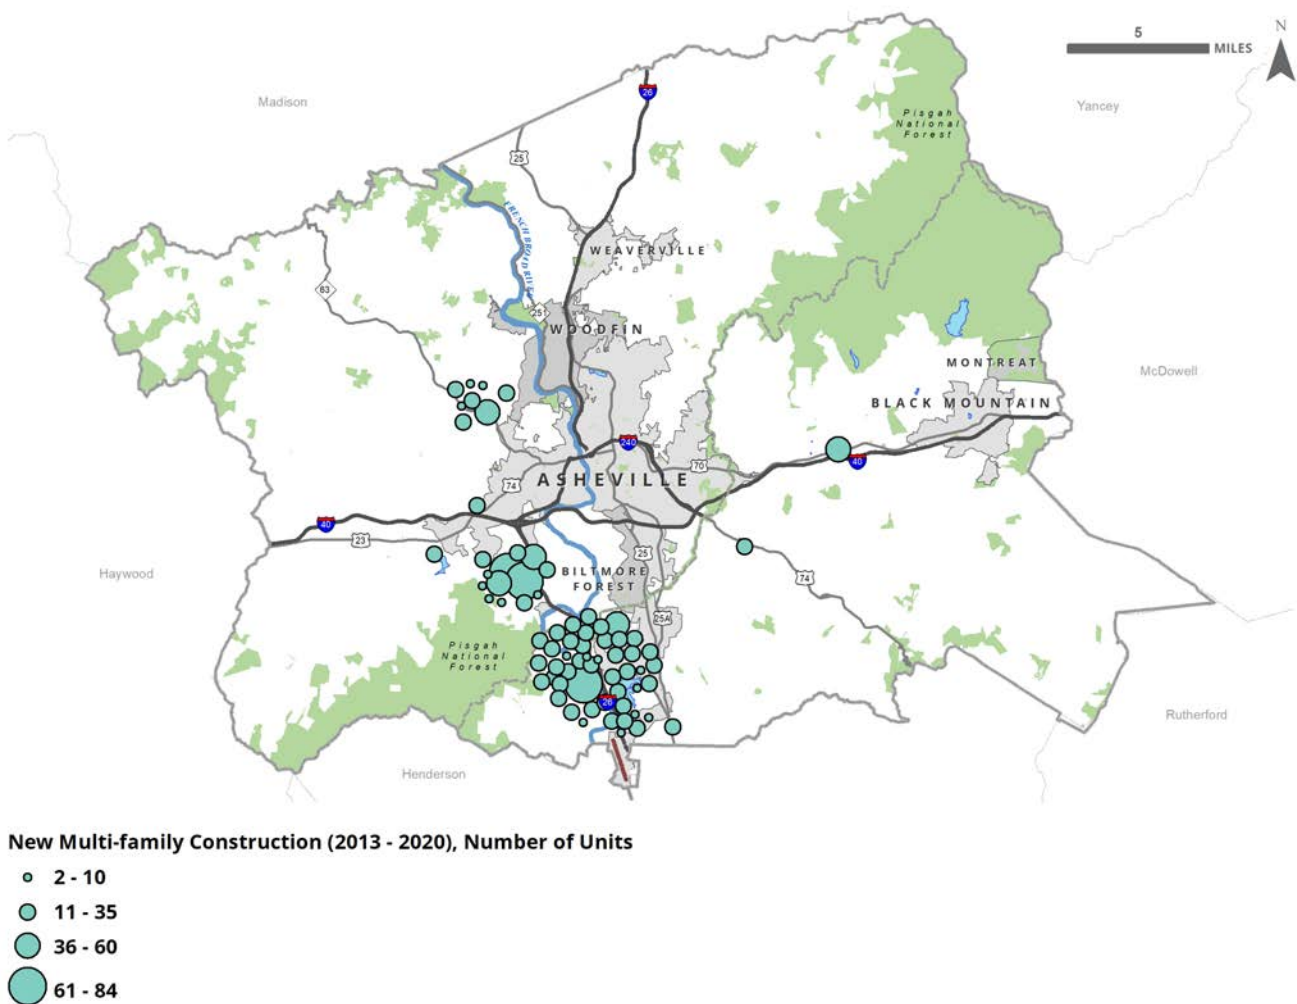 5
MILES
N
Madison
Yancey
26
Pisgah
National
Forest
25
FRENCH BROAD RIVER
WEAVERVILLE
63
251
WOODFIN
MONTREAT
McDowell
BLACK MOUNTAIN
240
40
70
74
ASHEVILLE
40
23
25
Haywood
BILTMORE
FOREST
74
25A
Pisgah
National
Forest
26
Rutherford
Henderson
New Multi-family Construction (2013 - 2020), Number of Units
2 - 10
11 - 35
36 - 60
61 - 84